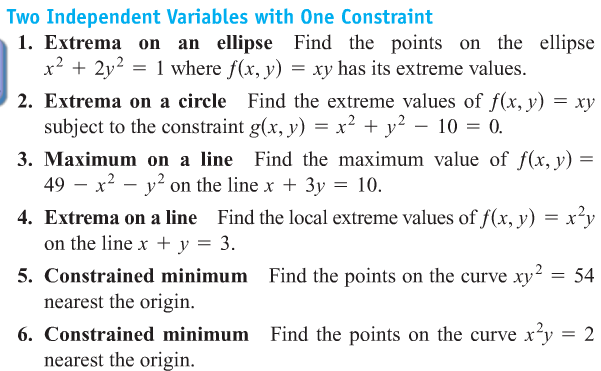 Two Independent Variables with One Constraint
1. Extrema on an ellipse Find the points on the ellipse
x² + 2y² = 1 where f(x, y) = xy has its extreme values.
2. Extrema on a circle Find the extreme values of f(x, y) = xy
subject to the constraint g(x, y) = x² + y² − 10 = 0.
3. Maximum on a line Find the maximum value of f(x, y) =
49 − x² − y² on the line x + 3y = 10.
4. Extrema on a line Find the local extreme values of f(x, y) = x²y
on the line x + y = 3.
5. Constrained minimum Find the points on the curve xy² = 54
nearest the origin.
6. Constrained minimum Find the points on the curve x²y = 2
nearest the origin.